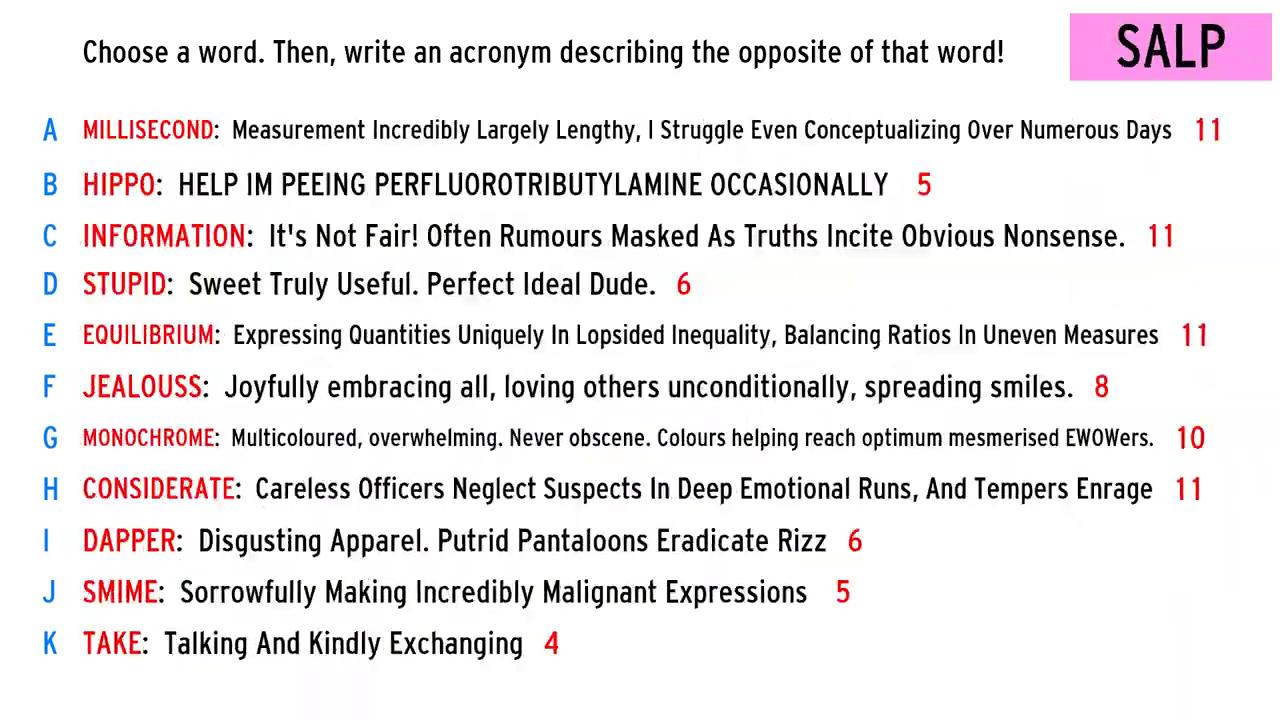 Choose a word. Then, write an acronym describing the opposite of that word!
SALP
A MILLISECOND: Measurement Incredibly Largely Lengthy, I Struggle Even Conceptualizing Over Numerous Days 11
B HIPPO: HELP IM PEEING PERFLUOROTRIBUTYLAMINE OCCASIONALLY 5
C INFORMATION: It's Not Fair! Often Rumours Masked As Truths Incite Obvious Nonsense. 11
D STUPID: Sweet Truly Useful. Perfect Ideal Dude. 6
E EQUILIBRIUM: Expressing Quantities Uniquely In Lopsided Inequality, Balancing Ratios In Uneven Measures 11
F JEALOUSS: Joyfully embracing all, loving others unconditionally, spreading smiles. 8
G MONOCHROME: Multicoloured, overwhelming. Never obscene. Colours helping reach optimum mesmerised EWOWers. 10
H CONSIDERATE: Careless Officers Neglect Suspects In Deep Emotional Runs, And Tempers Enrage 11
I DAPPER: Disgusting Apparel. Putrid Pantaloons Eradicate Rizz 6
J SMIME: Sorrowfully Making Incredibly Malignant Expressions 5
K TAKE: Talking And Kindly Exchanging 4